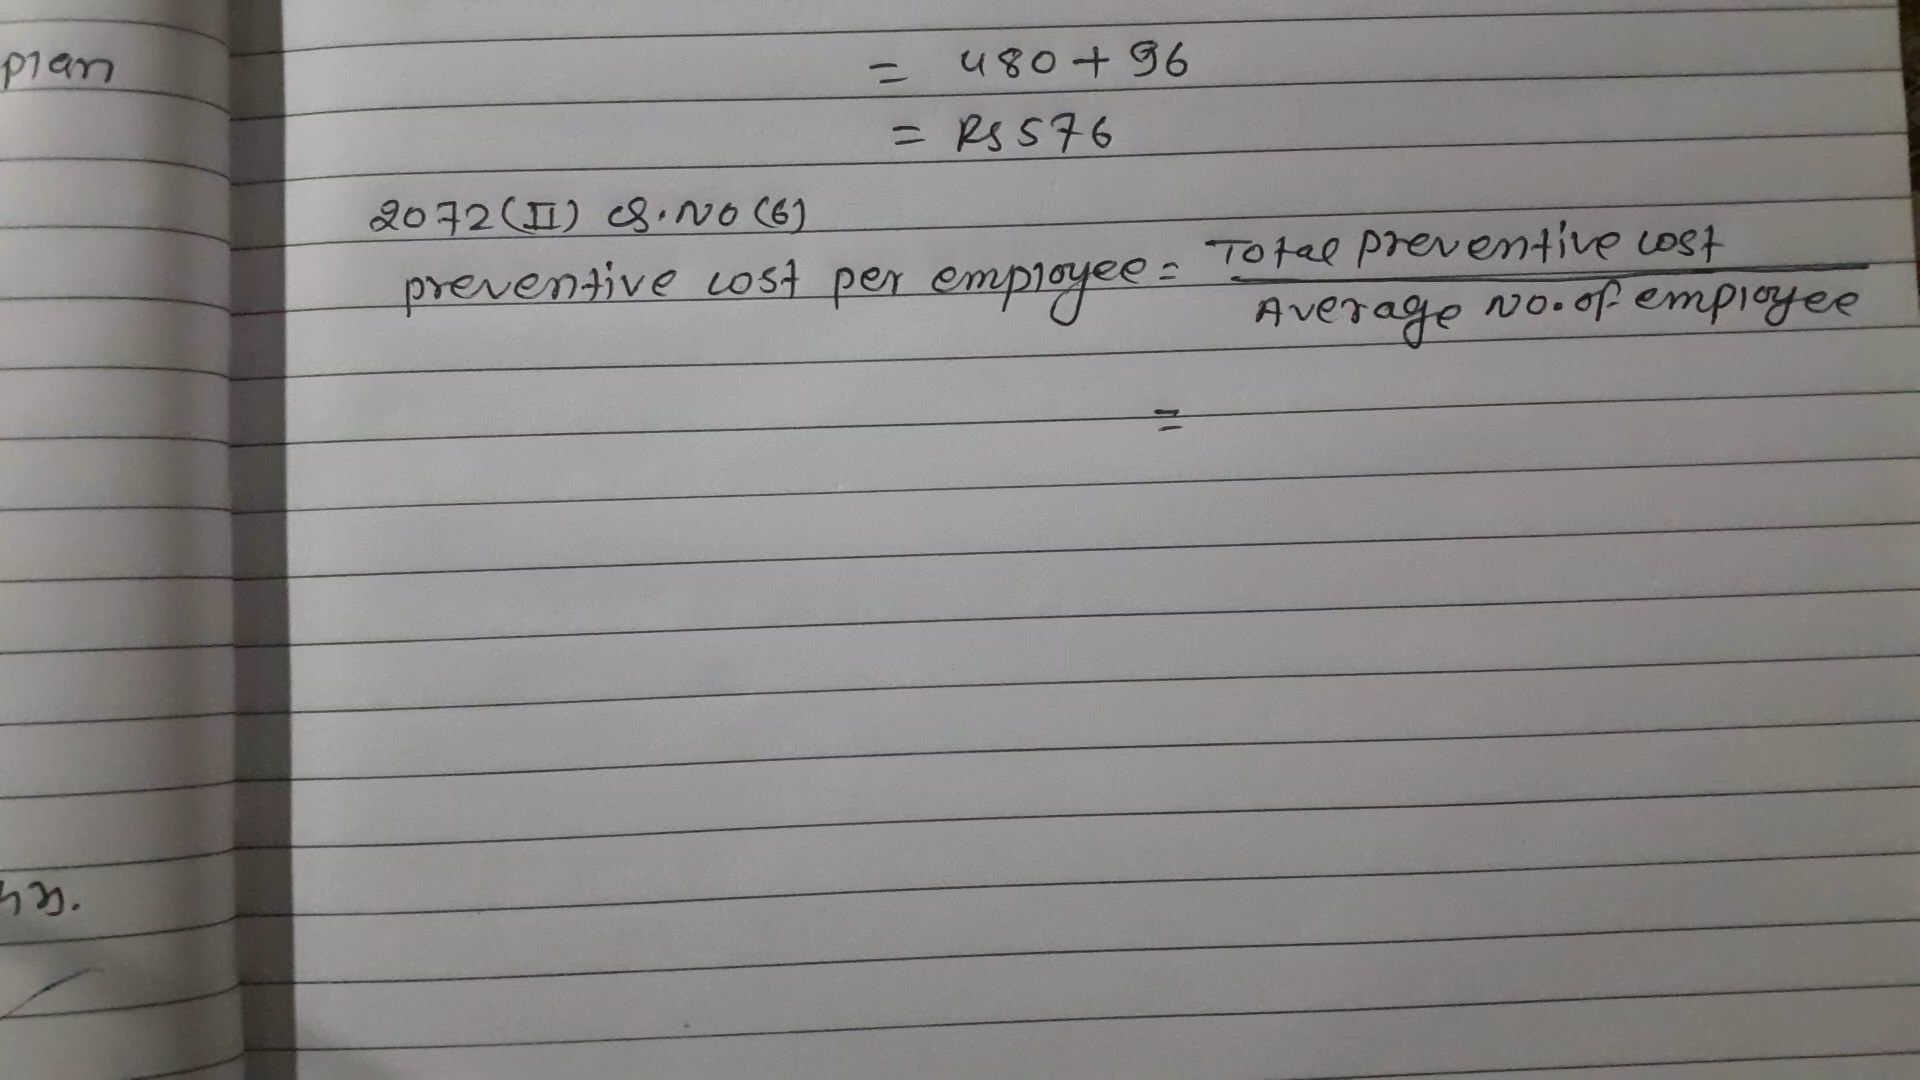 plan
= 480 + 96
= Rs 576
2072 (II) Q.NO (6)
preventive cost per employee = Total preventive cost
Average No. of employee
=